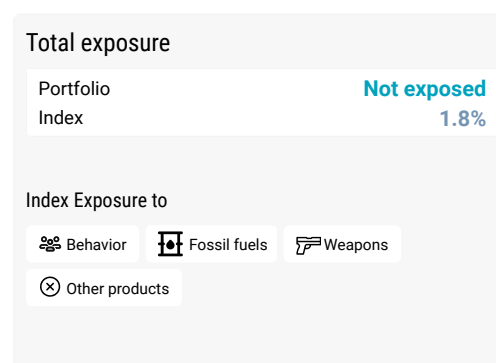 Total exposure
Portfolio Not exposed
Index 1.8%
Index Exposure to
Behavior Fossil fuels Weapons
Other products